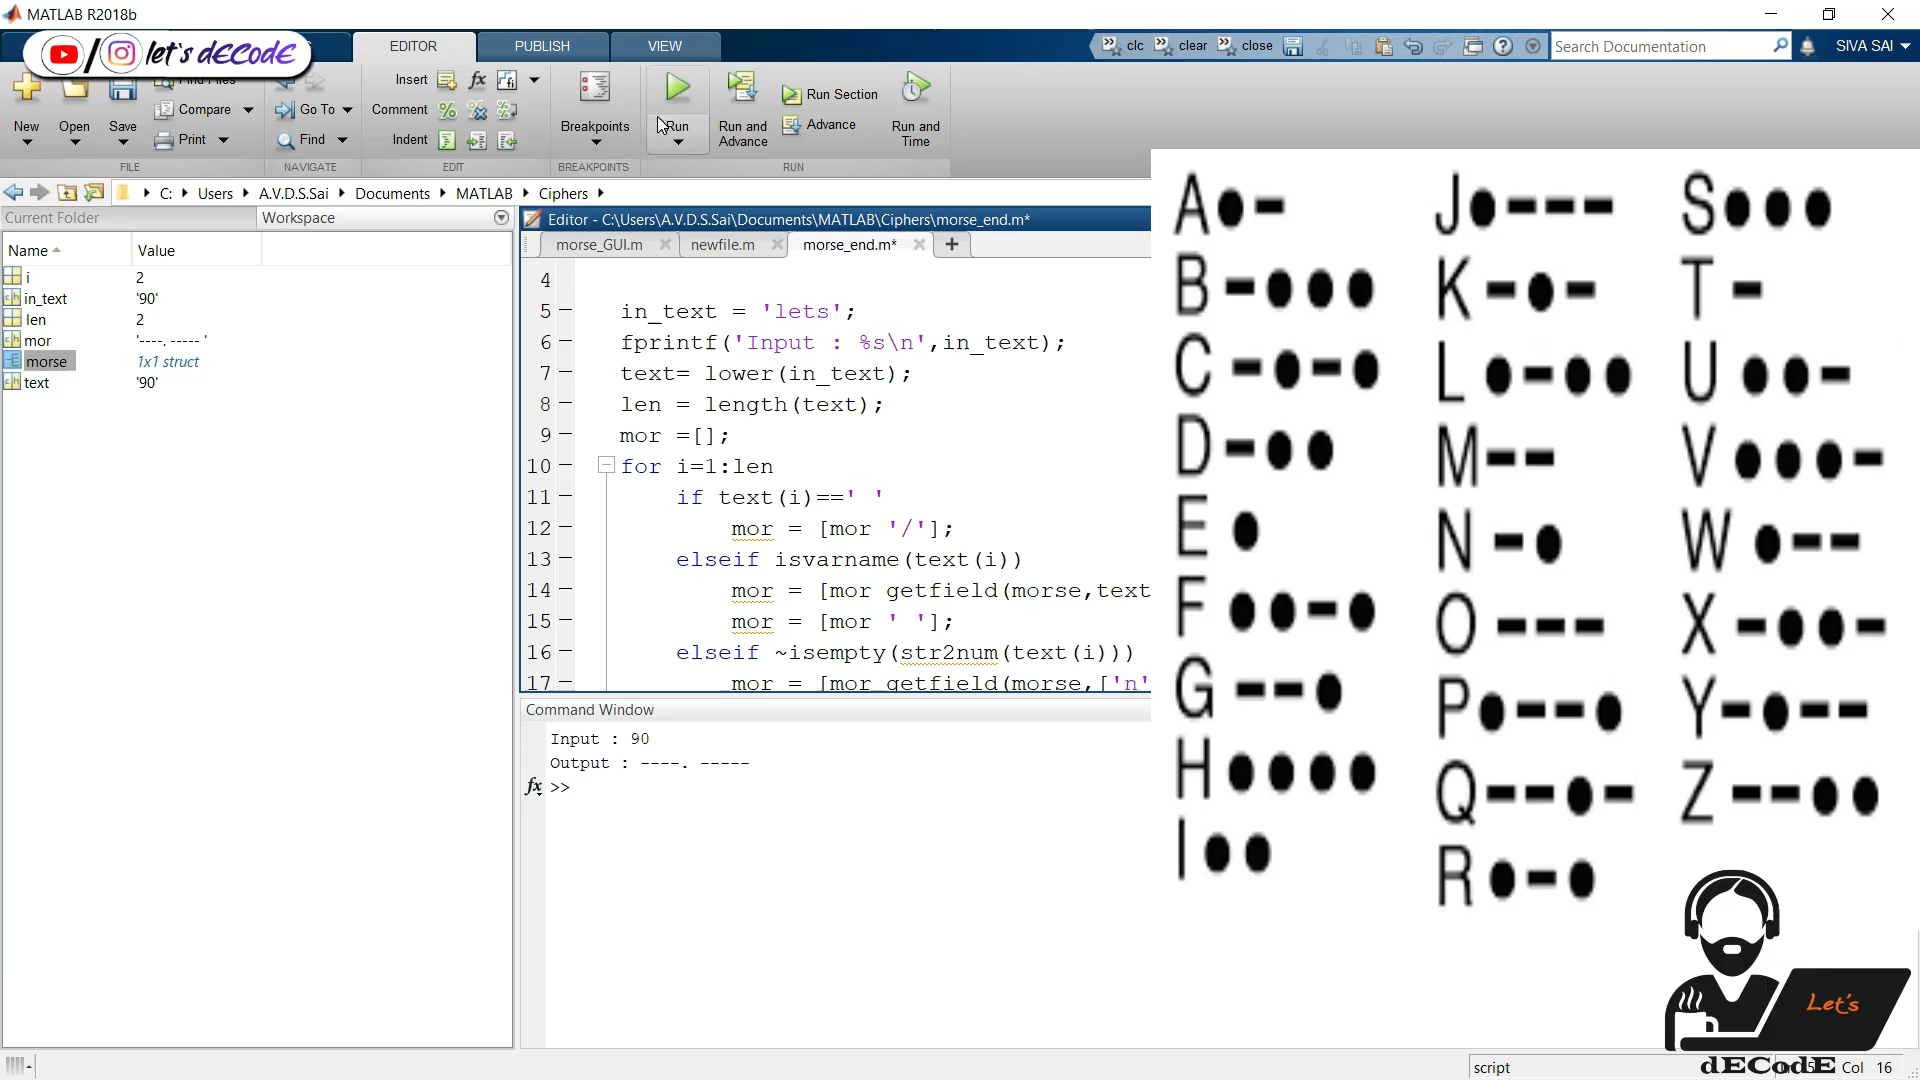 MATLAB R2018b
/ let's dECodE
EDITOR
PUBLISH
VIEW
clc
clear
close
Search Documentation
SIVA SAI
New
Open
Save
Find Files
Compare
Print
Go To
Find
Insert
Comment
Indent
fx
Breakpoints
Run
Run and Advance
Run Section
Advance
Run and Time
FILE
NAVIGATE
EDIT
BREAKPOINTS
RUN
C: Users A.V.D.S.Sai Documents MATLAB Ciphers
Current Folder
Workspace
Name
Value
i 2
in_text '90'
len 2
mor '----. ----- '
morse 1x1 struct
text '90'
Editor - C:\Users\A.V.D.S.Sai\Documents\MATLAB\Ciphers\morse_end.m*
morse_GUI.m
newfile.m
morse_end.m*
4
5 in_text = 'lets';
6 fprintf('Input : %s\n',in_text);
7 text= lower(in_text);
8 len = length(text);
9 mor =[];
10 for i=1:len
11 if text(i)==' '
12 mor = [mor '/'];
13 elseif isvarname(text(i))
14 mor = [mor getfield(morse,text
15 mor = [mor ' '];
16 elseif ~isempty(str2num(text(i)))
17 mor = [mor getfield(morse,['n'
Command Window
Input : 90
Output : ----. -----
fx >>
A ●-
B -●●●
C -●-●
D -●●
E ●
F ●●-●
G --●
H ●●●●
I ●●
J ●---
K -●-
L ●-●●
M --
N -●
O ---
P ●--●
Q --●-
R ●-●
S ●●●
T -
U ●●-
V ●●●-
W ●--
X -●●-
Y -●--
Z --●●
Let's
dECodE
script
Col 16